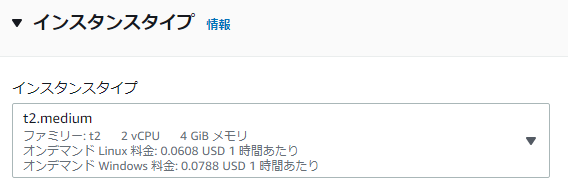 インスタンスタイプ 情報
インスタンスタイプ
t2.medium
ファミリー: t2 2 vCPU 4 GiB メモリ
オンデマンド Linux 料金: 0.0608 USD 1 時間あたり
オンデマンド Windows 料金: 0.0788 USD 1 時間あたり